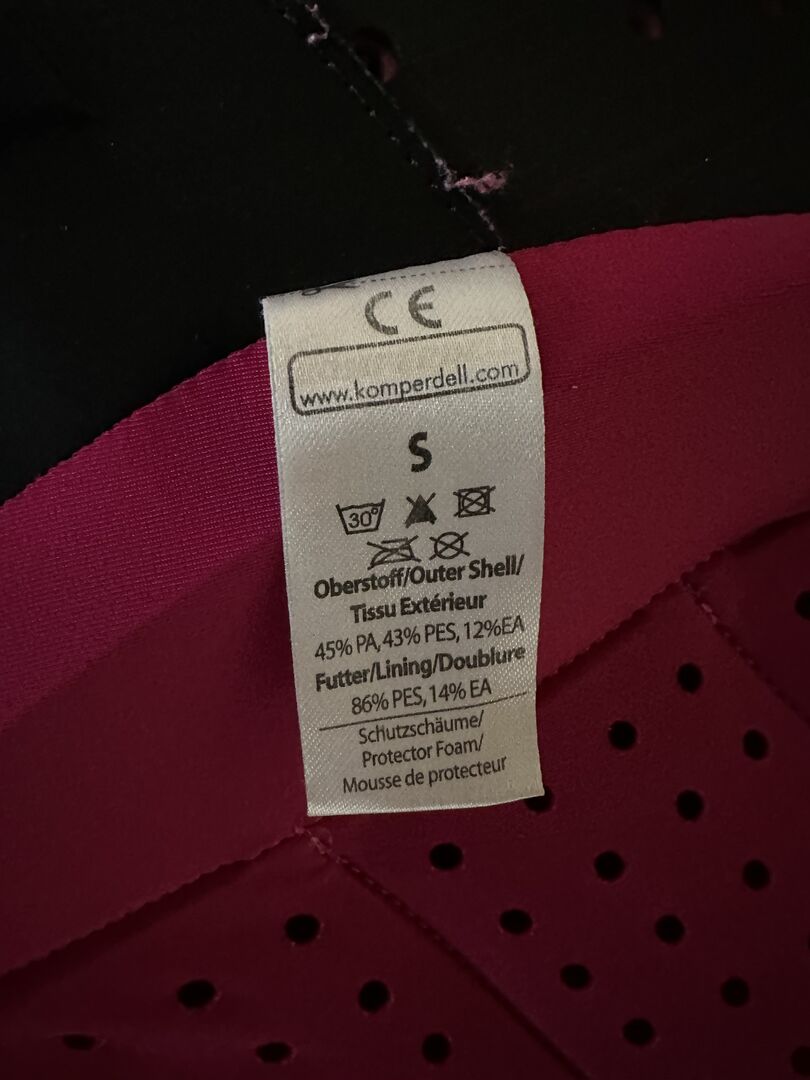 CE
www.komperdell.com
S
30°
Oberstoff/Outer Shell/
Tissu Extérieur
45% PA, 43% PES, 12%EA
Futter/Lining/Doublure
86% PES, 14% EA
Schutzschäume/
Protector Foam/
Mousse de protecteur